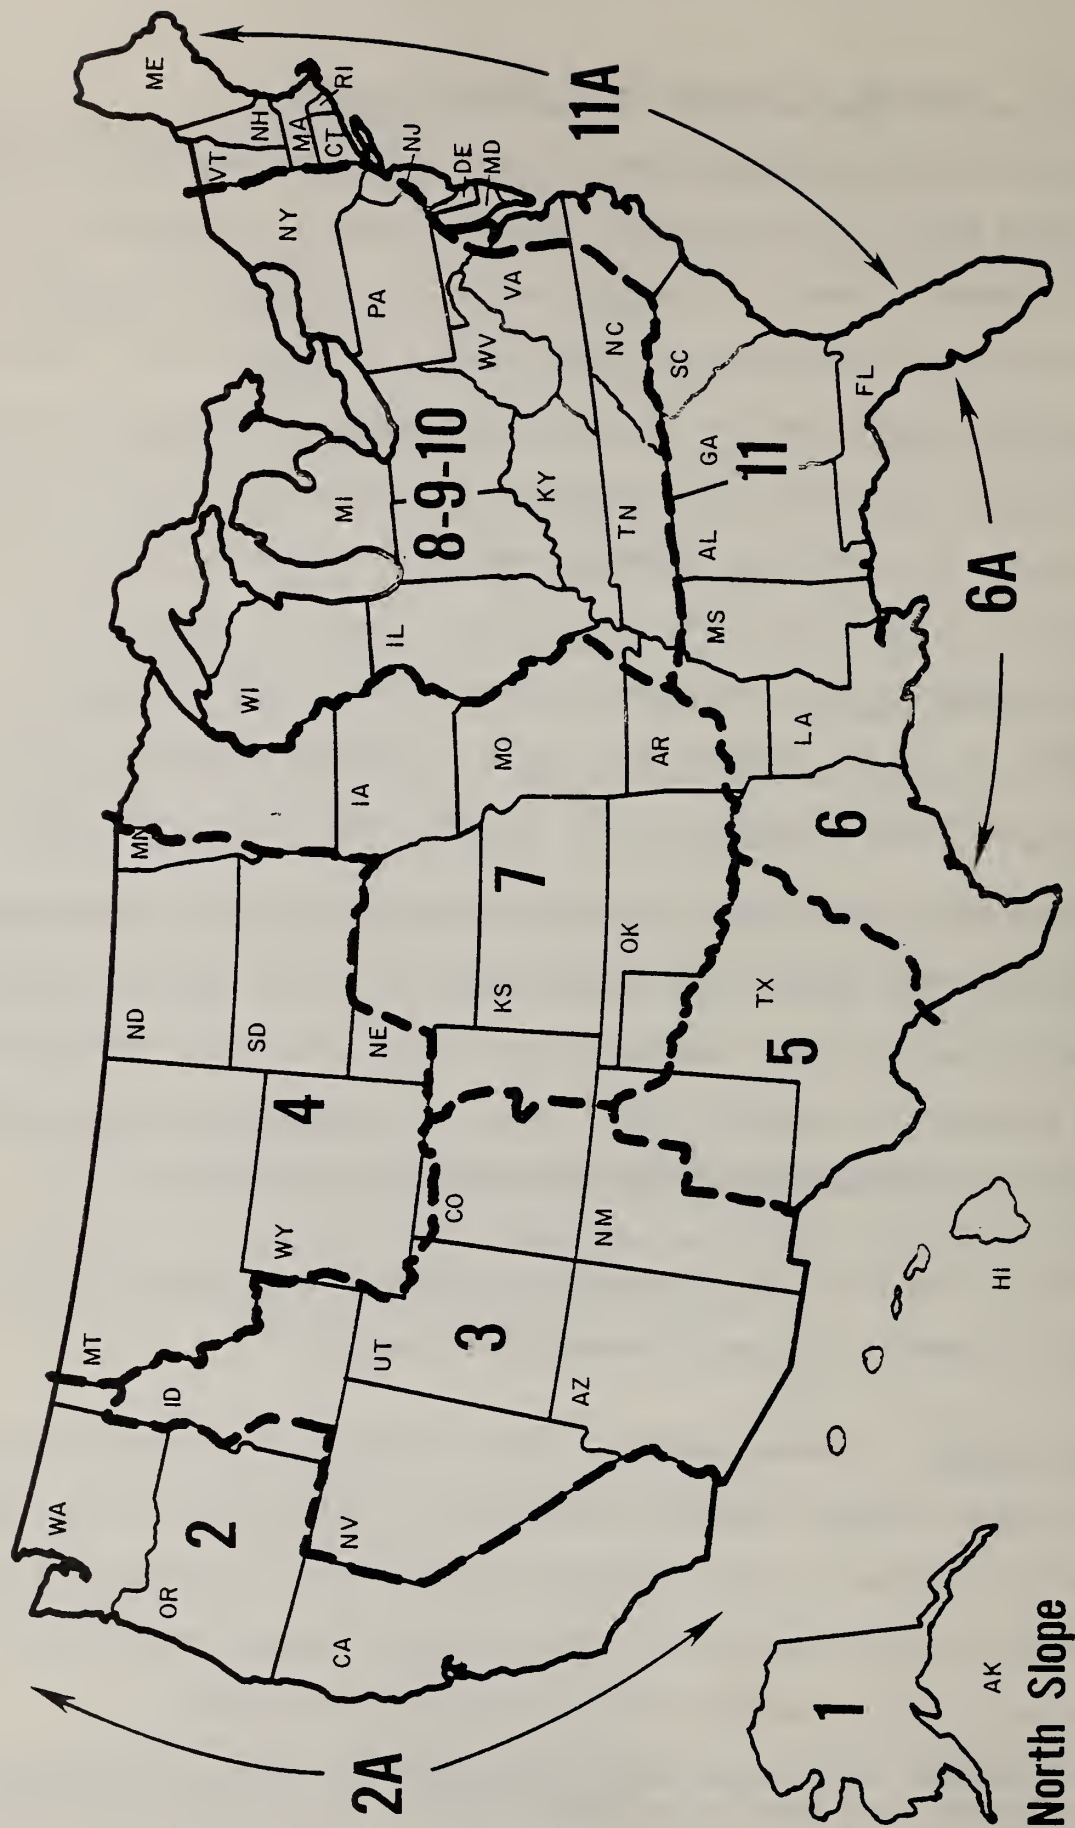 WA
MT
ND
MN
ME
VT
NH
MA
RI
CT
NY
NJ
DE
MD
PA
OR
ID
2
2A
WY
4
SD
NE
WI
MI
IL
IA
8-9-10
WV
VA
11A
CA
NV
UT
3
CO
KS
7
MO
KY
TN
NC
SC
AZ
NM
OK
AR
TX
5
6
LA
MS
AL
GA
11
FL
6A
HI
1
AK
North Slope